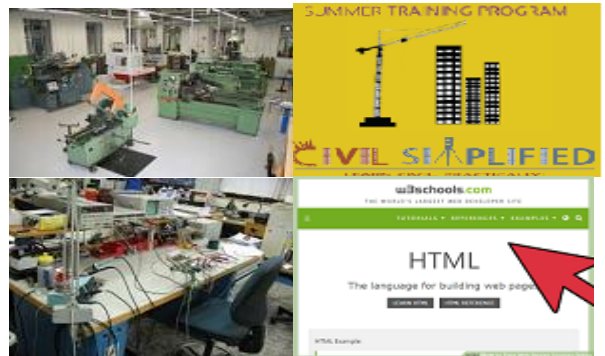 SUMMER TRAINING PROGRAM
CIVIL SIMPLIFIED
w3schools.com
THE WORLD'S LARGEST WEB DEVELOPER SITE
TUTORIALS REFERENCES EXAMPLES
HTML
The language for building web pages
LEARN HTML HTML REFERENCE
HTML Example: